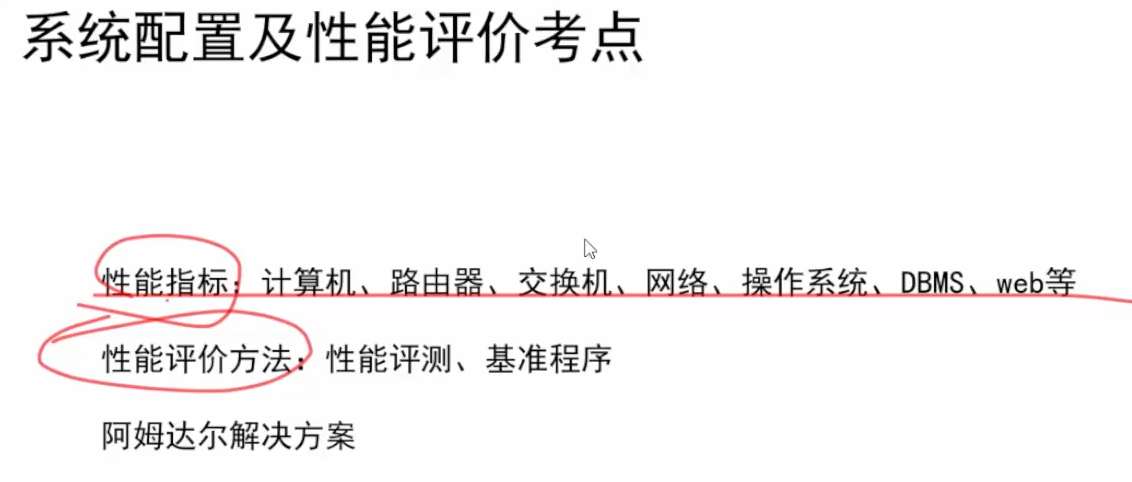 系统配置及性能评价考点
性能指标：计算机、路由器、交换机、网络、操作系统、DBMS、web等
性能评价方法：性能评测、基准程序
阿姆达尔解决方案